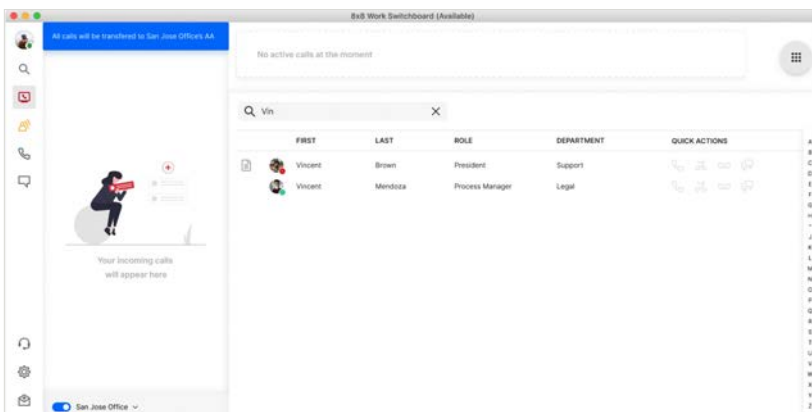 8x8 Work Switchboard (Available)
All calls will be transfered to San Jose Office's AA
No active calls at the moment
Vin
FIRST LAST ROLE DEPARTMENT QUICK ACTIONS
Vincent Brown President Support
Vincent Mendoza Process Manager Legal
Your incoming calls
will appear here
San Jose Office